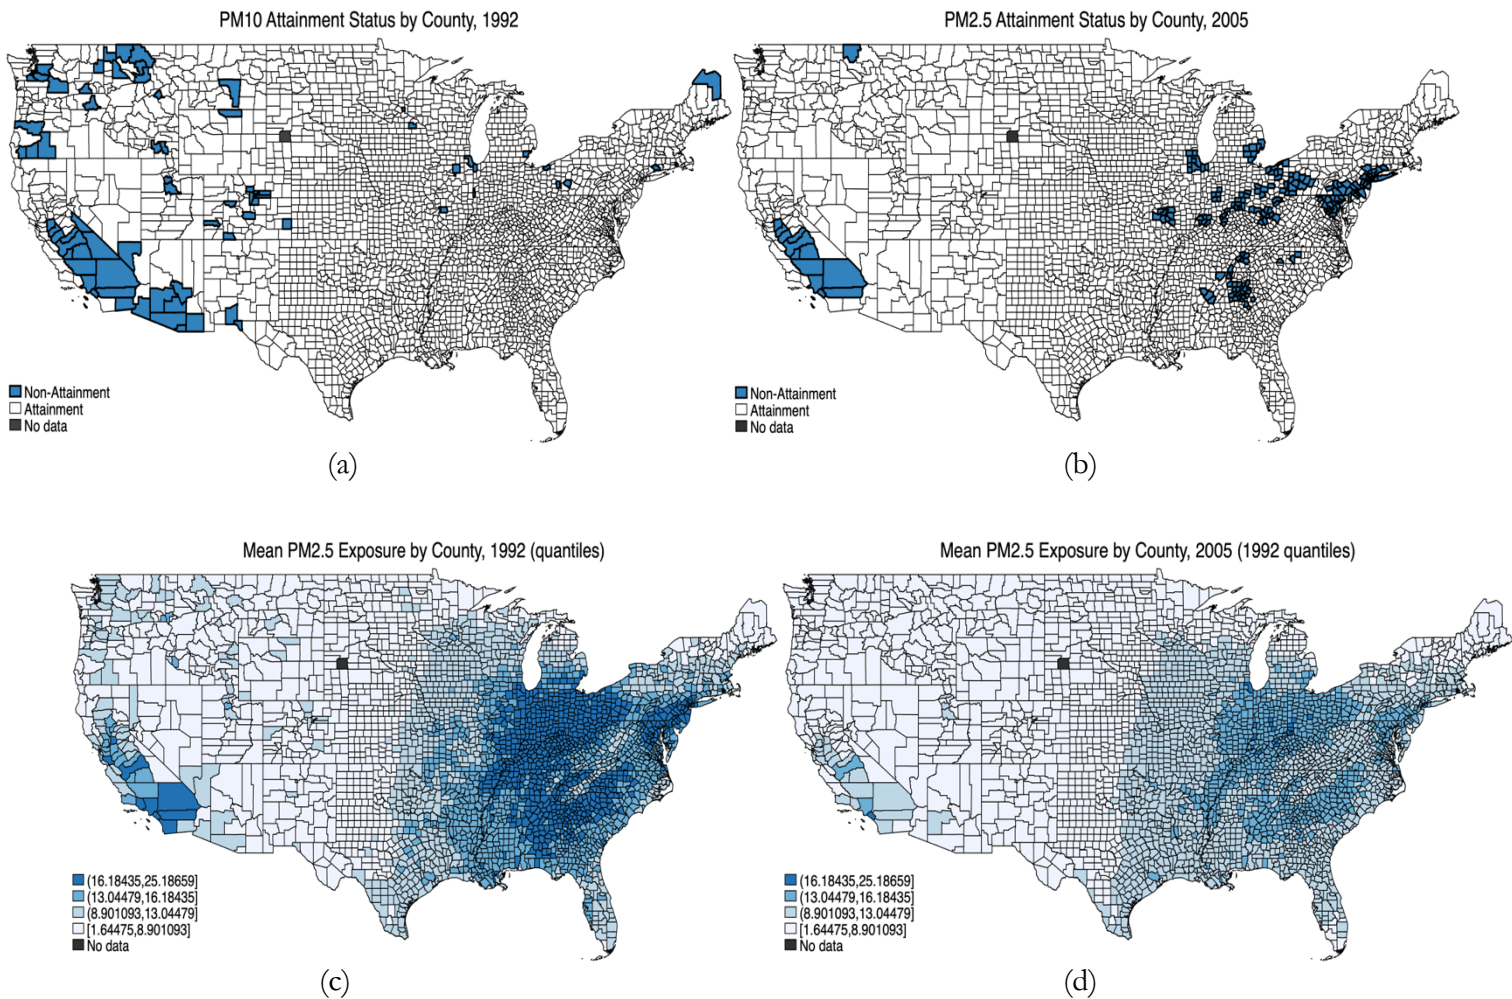 PM10 Attainment Status by County, 1992
Non-Attainment
Attainment
No data
(a)
PM2.5 Attainment Status by County, 2005
Non-Attainment
Attainment
No data
(b)
Mean PM2.5 Exposure by County, 1992 (quantiles)
(16.18435,25.18659]
(13.04479,16.18435]
(8.901093,13.04479]
[1.64475,8.901093]
No data
(c)
Mean PM2.5 Exposure by County, 2005 (1992 quantiles)
(16.18435,25.18659]
(13.04479,16.18435]
(8.901093,13.04479]
[1.64475,8.901093]
No data
(d)